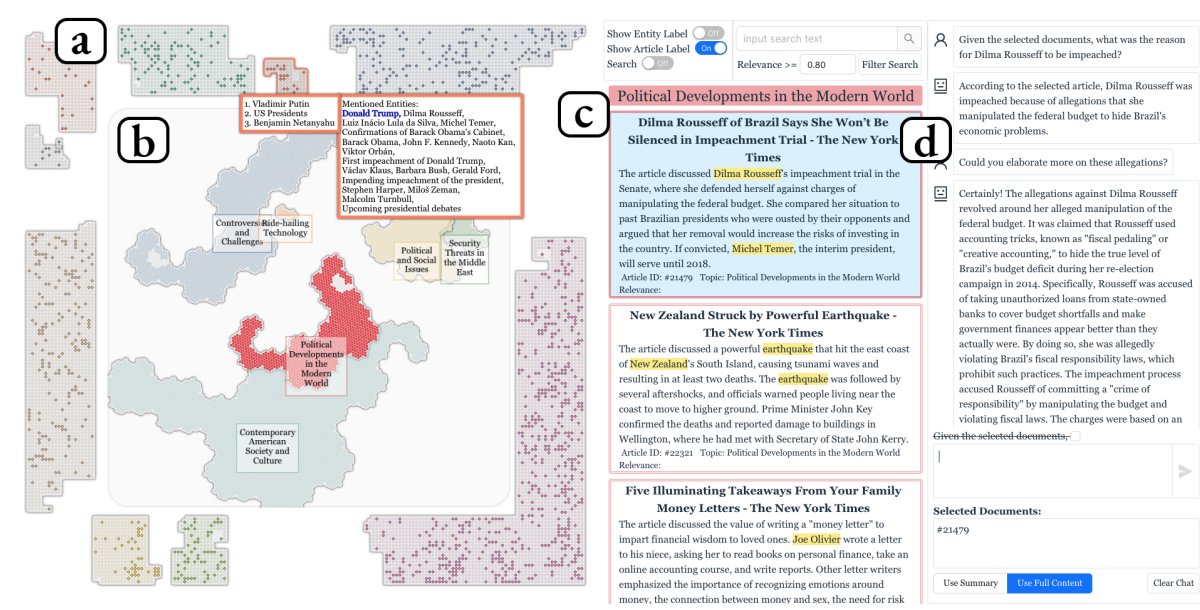 a
b
c
d
1. Vladimir Putin
2. US Presidents
3. Benjamin Netanyahu
Mentioned Entities:
Donald Trump, Dilma Rousseff,
Luiz Inácio Lula da Silva, Michel Temer,
Confirmations of Barack Obama's Cabinet,
Barack Obama, John F. Kennedy, Naoto Kan,
Viktor Orbán,
First impeachment of Donald Trump,
Václav Klaus, Barbara Bush, Gerald Ford,
Impending impeachment of the president,
Stephen Harper, Miloš Zeman,
Malcolm Turnbull,
Upcoming presidential debates
Controversies
and
Challenges
Ride-hailing
Technology
Political
and Social
Issues
Security
Threats in
the Middle
East
Political
Developments
in the
Modern
World
Contemporary
American
Society and
Culture
Show Entity Label Off
Show Article Label On
Search Off
input search text
Relevance >= 0.80 Filter Search
Political Developments in the Modern World
Dilma Rousseff of Brazil Says She Won't Be
Silenced in Impeachment Trial - The New York
Times
The article discussed Dilma Rousseff's impeachment trial in the
Senate, where she defended herself against charges of
manipulating the federal budget. She compared her situation to
past Brazilian presidents who were ousted by their opponents and
argued that her removal would increase the risks of investing in
the country. If convicted, Michel Temer, the interim president,
will serve until 2018.
Article ID: #21479 Topic: Political Developments in the Modern World
Relevance:
New Zealand Struck by Powerful Earthquake -
The New York Times
The article discussed a powerful earthquake that hit the east coast
of New Zealand's South Island, causing tsunami waves and
resulting in at least two deaths. The earthquake was followed by
several aftershocks, and officials warned people living near the
coast to move to higher ground. Prime Minister John Key
confirmed the deaths and reported damage to buildings in
Wellington, where he had met with Secretary of State John Kerry.
Article ID: #22321 Topic: Political Developments in the Modern World
Relevance:
Five Illuminating Takeaways From Your Family
Money Letters - The New York Times
The article discussed the value of writing a "money letter" to
impart financial wisdom to loved ones. Joe Olivier wrote a letter
to his niece, asking her to read books on personal finance, take an
online accounting course, and write reports. Other letter writers
emphasized the importance of recognizing emotions around
money, the connection between money and sex, the need for risk
Given the selected documents, what was the reason
for Dilma Rousseff to be impeached?
According to the selected article, Dilma Rousseff was
impeached because of allegations that she
manipulated the federal budget to hide Brazil's
economic problems.
Could you elaborate more on these allegations?
Certainly! The allegations against Dilma Rousseff
revolved around her alleged manipulation of the
federal budget. It was claimed that Rousseff used
accounting tricks, known as "fiscal pedaling" or
"creative accounting," to hide the true level of
Brazil's budget deficit during her re-election
campaign in 2014. Specifically, Rousseff was accused
of taking unauthorized loans from state-owned
banks to cover budget shortfalls and make
government finances appear better than they
actually were. By doing so, she was allegedly
violating Brazil's fiscal responsibility laws, which
prohibit such practices. The impeachment process
accused Rousseff of committing a "crime of
responsibility" by manipulating the budget and
violating fiscal laws. The charges were based on an
Given the selected documents,
Selected Documents:
#21479
Use Summary Use Full Content Clear Chat